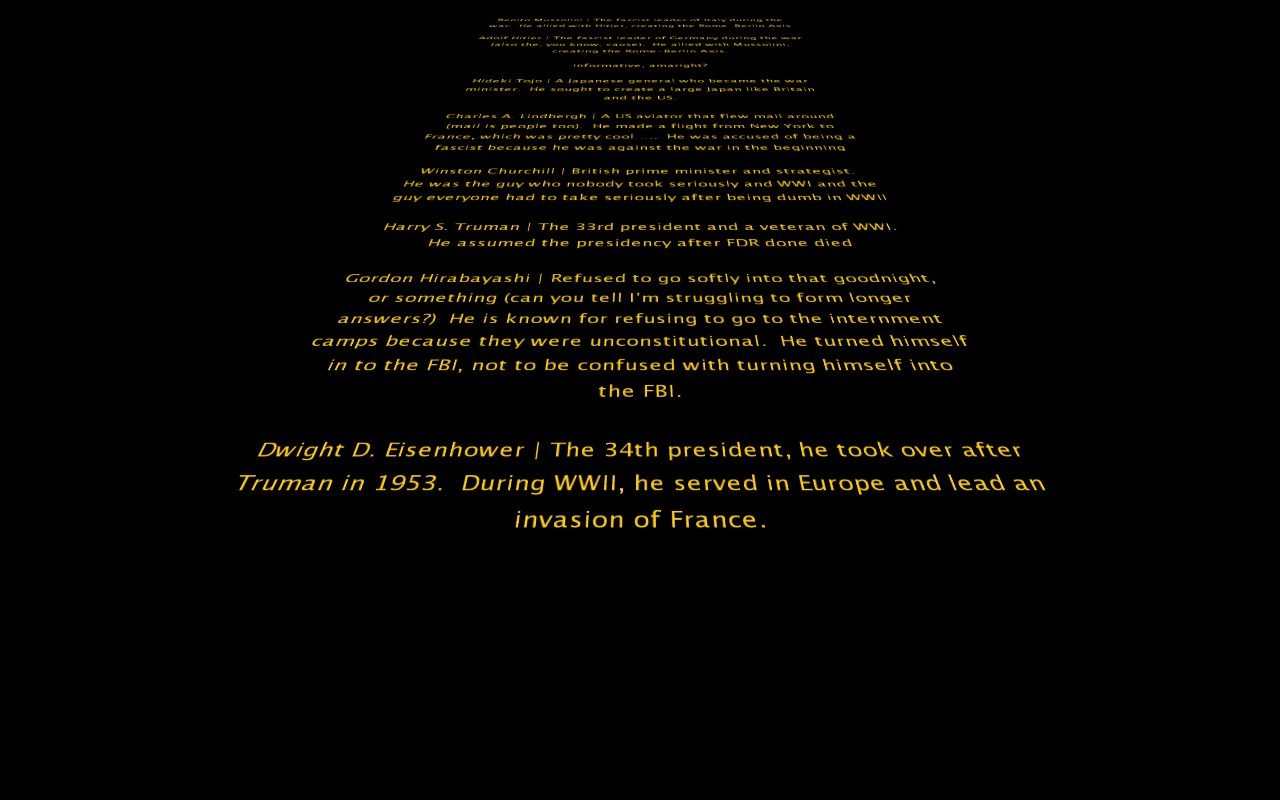 Benito Mussolini | The fascist leader of Italy during the
war.  He allied with Hitler, creating the Rome-Berlin Axis
Adolf Hitler | The fascist leader of Germany during the war
(also the, you know, cause).  He allied with Mussolini,
creating the Rome-Berlin Axis.
Informative, amaright?
Hideki Tojo | A Japanese general who became the war
minister.  He sought to create a large Japan like Britain
and the US.
Charles A. Lindbergh | A US aviator that flew mail around
(mail is people too).  He made a flight from New York to
France, which was pretty cool.....  He was accused of being a
fascist because he was against the war in the beginning
Winston Churchill | British prime minister and strategist.
He was the guy who nobody took seriously and WWI and the
guy everyone had to take seriously after being dumb in WWII
Harry S. Truman | The 33rd president and a veteran of WWI.
He assumed the presidency after FDR done died
Gordon Hirabayashi | Refused to go softly into that goodnight,
or something (can you tell I'm struggling to form longer
answers?)  He is known for refusing to go to the internment
camps because they were unconstitutional.  He turned himself
in to the FBI, not to be confused with turning himself into
the FBI.
Dwight D. Eisenhower | The 34th president, he took over after
Truman in 1953.  During WWII, he served in Europe and lead an
invasion of France.